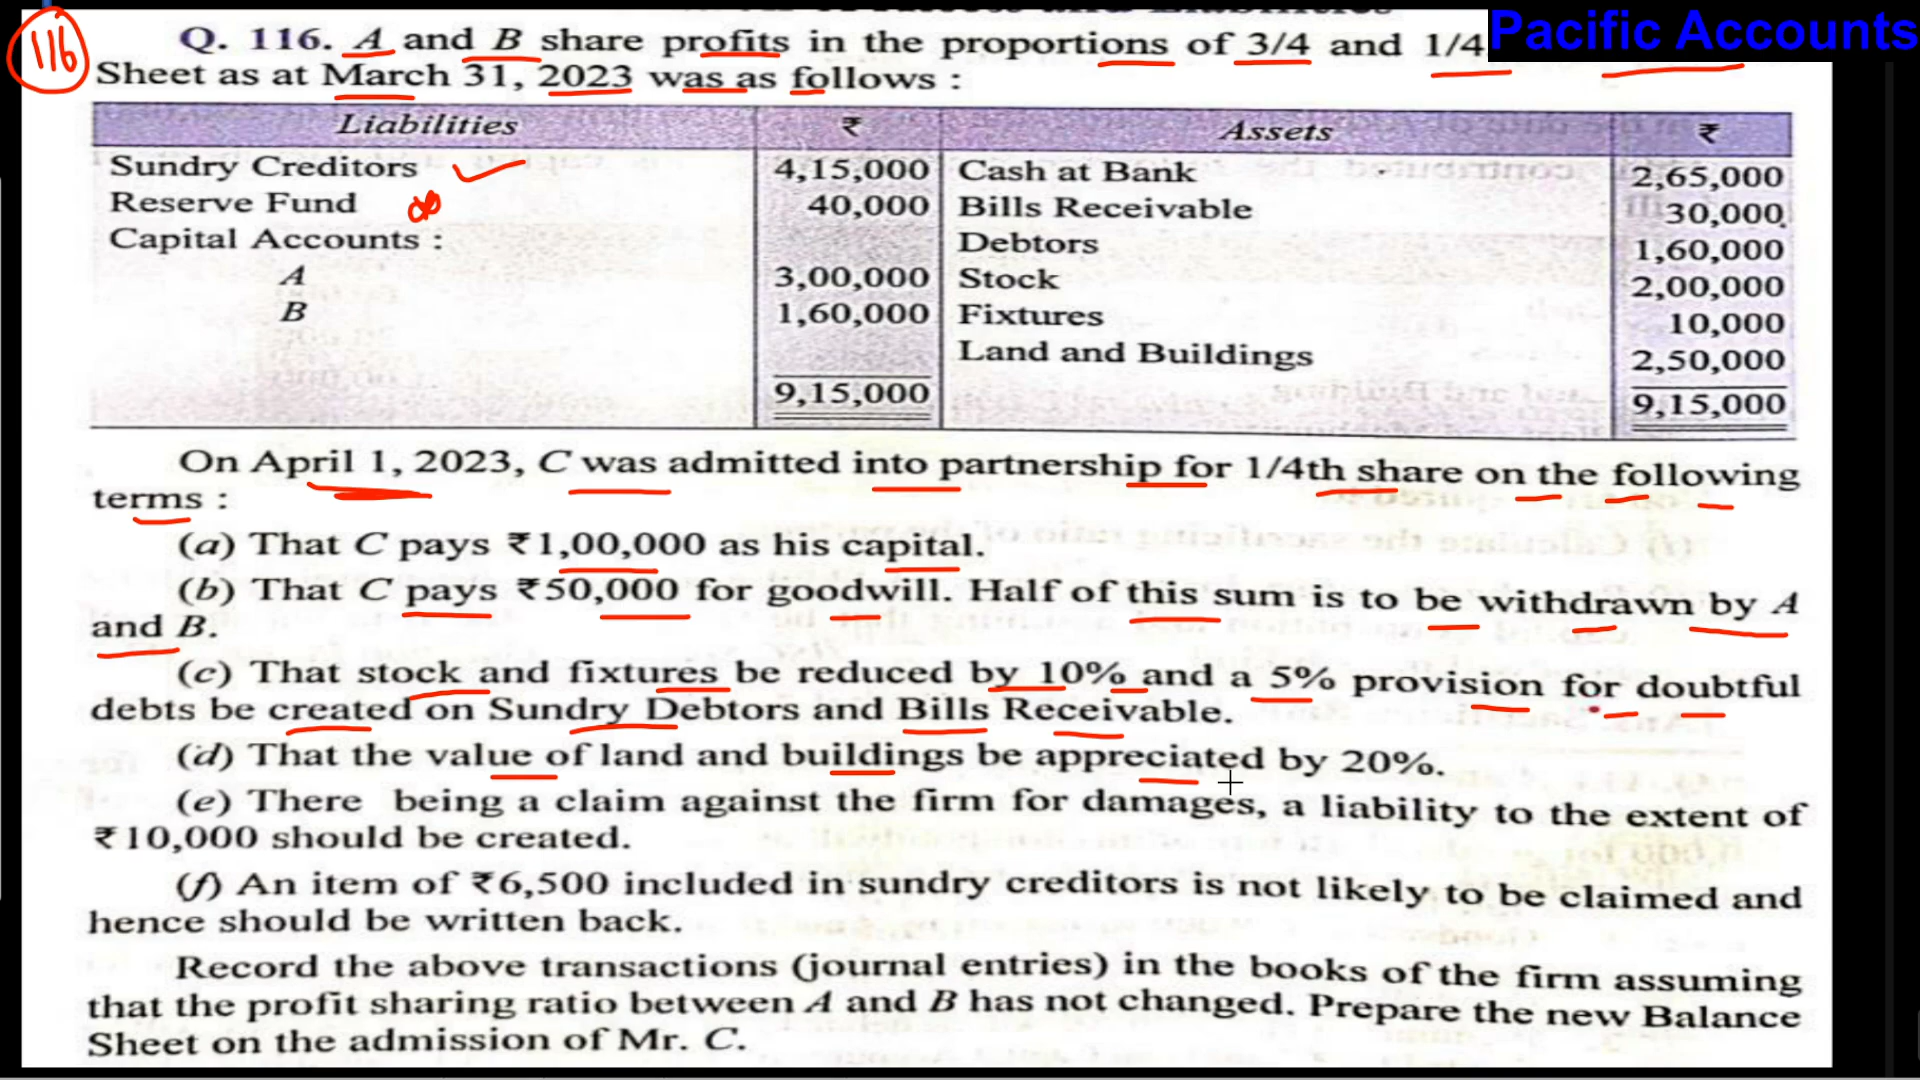 116
Pacific Accounts
Q. 116. A and B share profits in the proportions of 3/4 and 1/4
Sheet as at March 31, 2023 was as follows :
Liabilities ₹ Assets ₹
Sundry Creditors 4,15,000 Cash at Bank 2,65,000
Reserve Fund 40,000 Bills Receivable 30,000
Capital Accounts : Debtors 1,60,000
A 3,00,000 Stock 2,00,000
B 1,60,000 Fixtures 10,000
Land and Buildings 2,50,000
9,15,000 9,15,000
On April 1, 2023, C was admitted into partnership for 1/4th share on the following
terms :
(a) That C pays ₹1,00,000 as his capital.
(b) That C pays ₹50,000 for goodwill. Half of this sum is to be withdrawn by A
and B.
(c) That stock and fixtures be reduced by 10% and a 5% provision for doubtful
debts be created on Sundry Debtors and Bills Receivable.
(d) That the value of land and buildings be appreciated by 20%.
(e) There being a claim against the firm for damages, a liability to the extent of
₹10,000 should be created.
(f) An item of ₹6,500 included in sundry creditors is not likely to be claimed and
hence should be written back.
Record the above transactions (journal entries) in the books of the firm assuming
that the profit sharing ratio between A and B has not changed. Prepare the new Balance
Sheet on the admission of Mr. C.